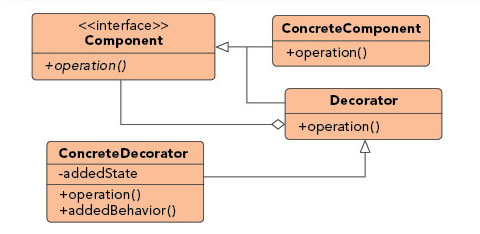 <<interface>>
Component
+operation()
ConcreteComponent
+operation()
Decorator
+operation()
ConcreteDecorator
-addedState
+operation()
+addedBehavior()